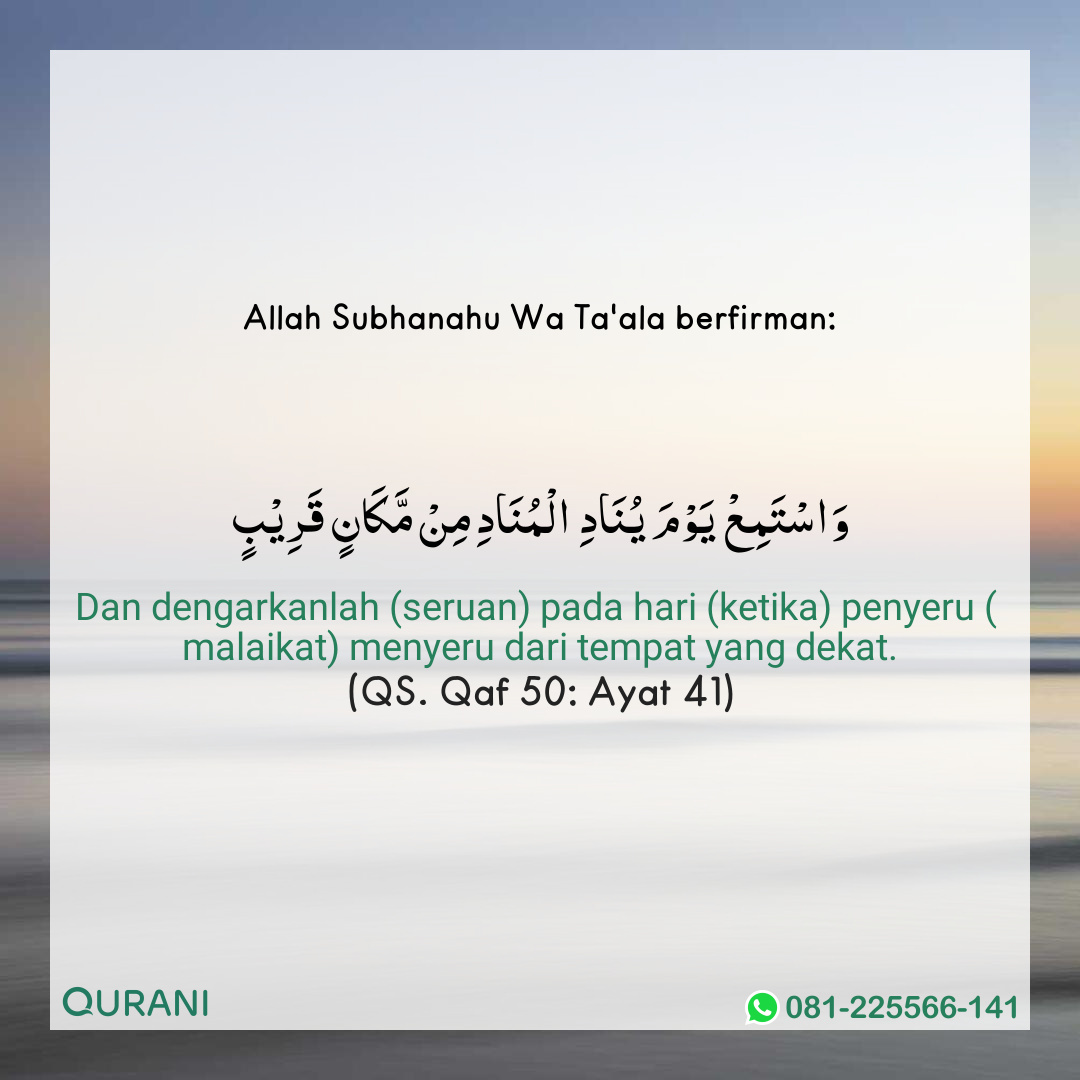 Allah Subhanahu Wa Ta'ala berfirman:
وَاسْتَمِعْ يَوْمَ يُنَادِ الْمُنَادِ مِنْ مَّكَانٍ قَرِيْبٍ
Dan dengarkanlah (seruan) pada hari (ketika) penyeru (
malaikat) menyeru dari tempat yang dekat.
(QS. Qaf 50: Ayat 41)
QURANI
081-225566-141